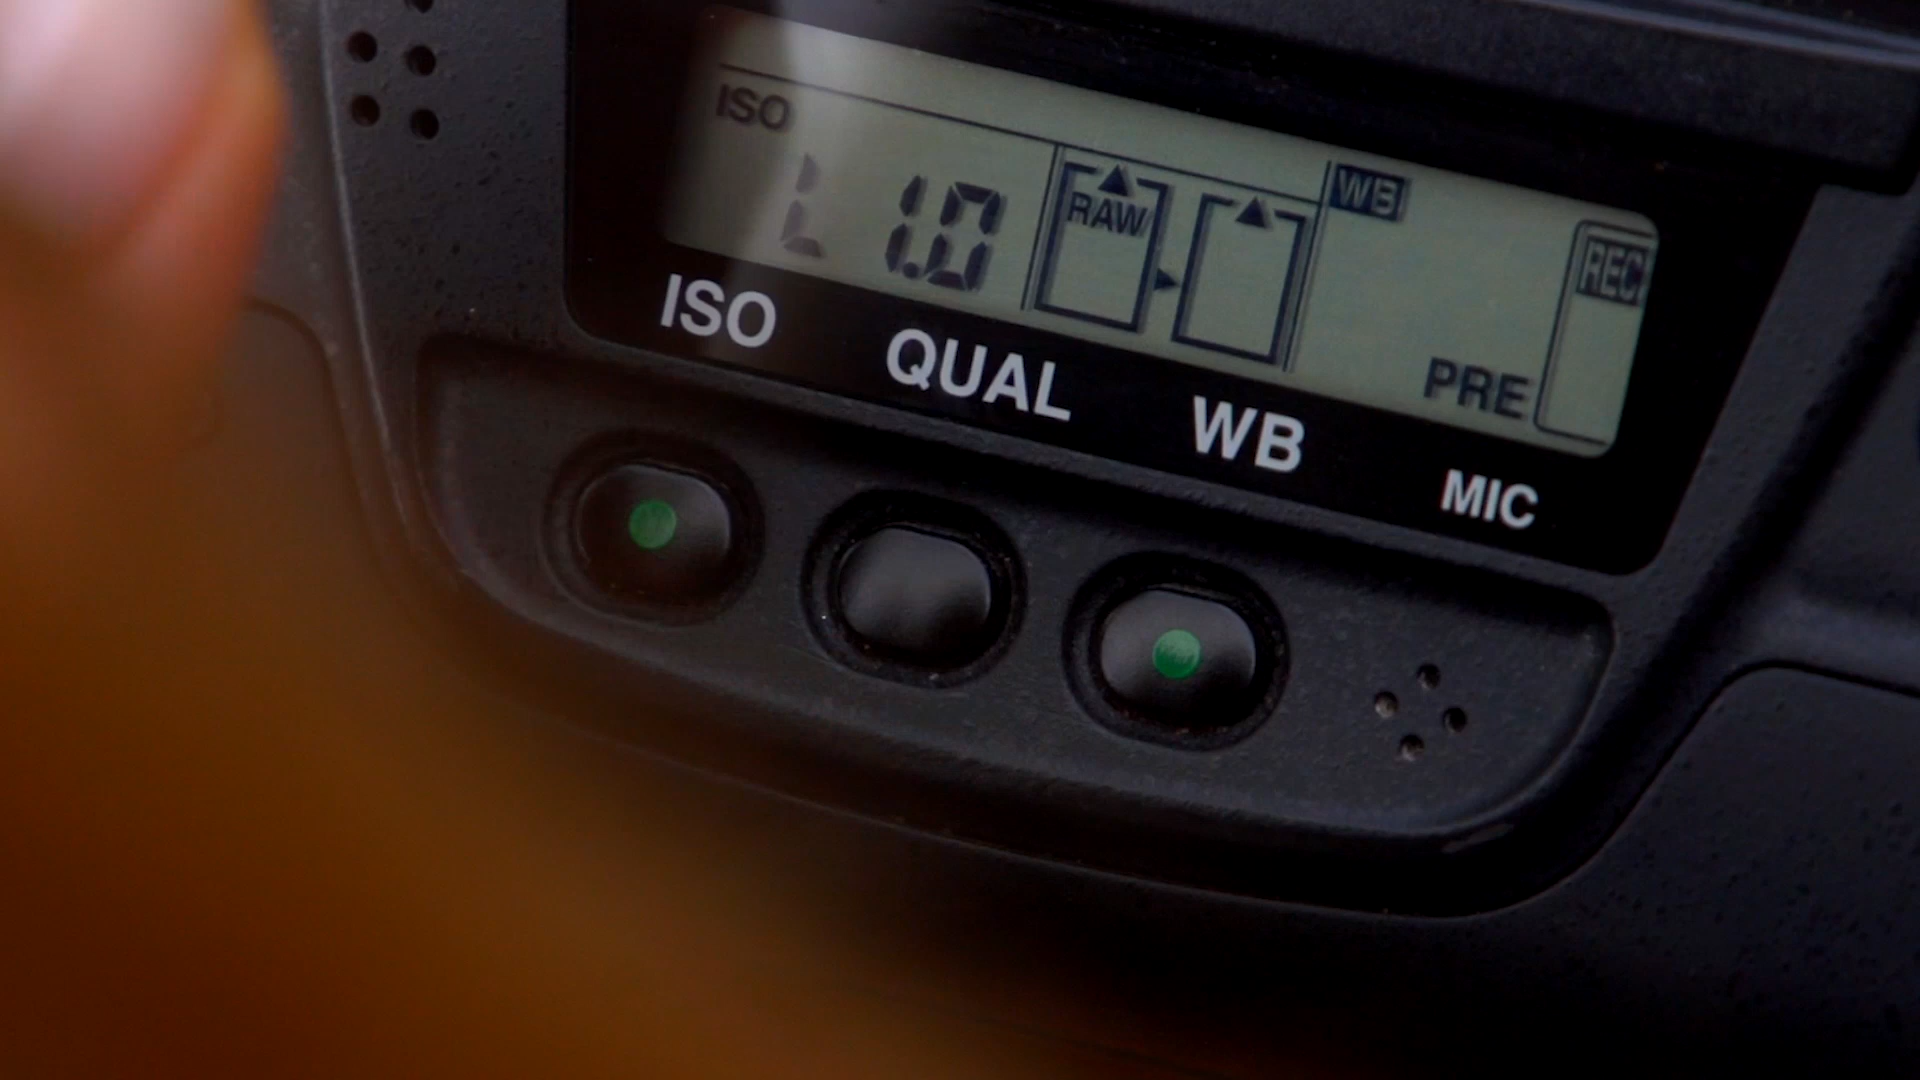 ISO
L 1.0
RAW
WB
REC
PRE
ISO
QUAL
WB
MIC